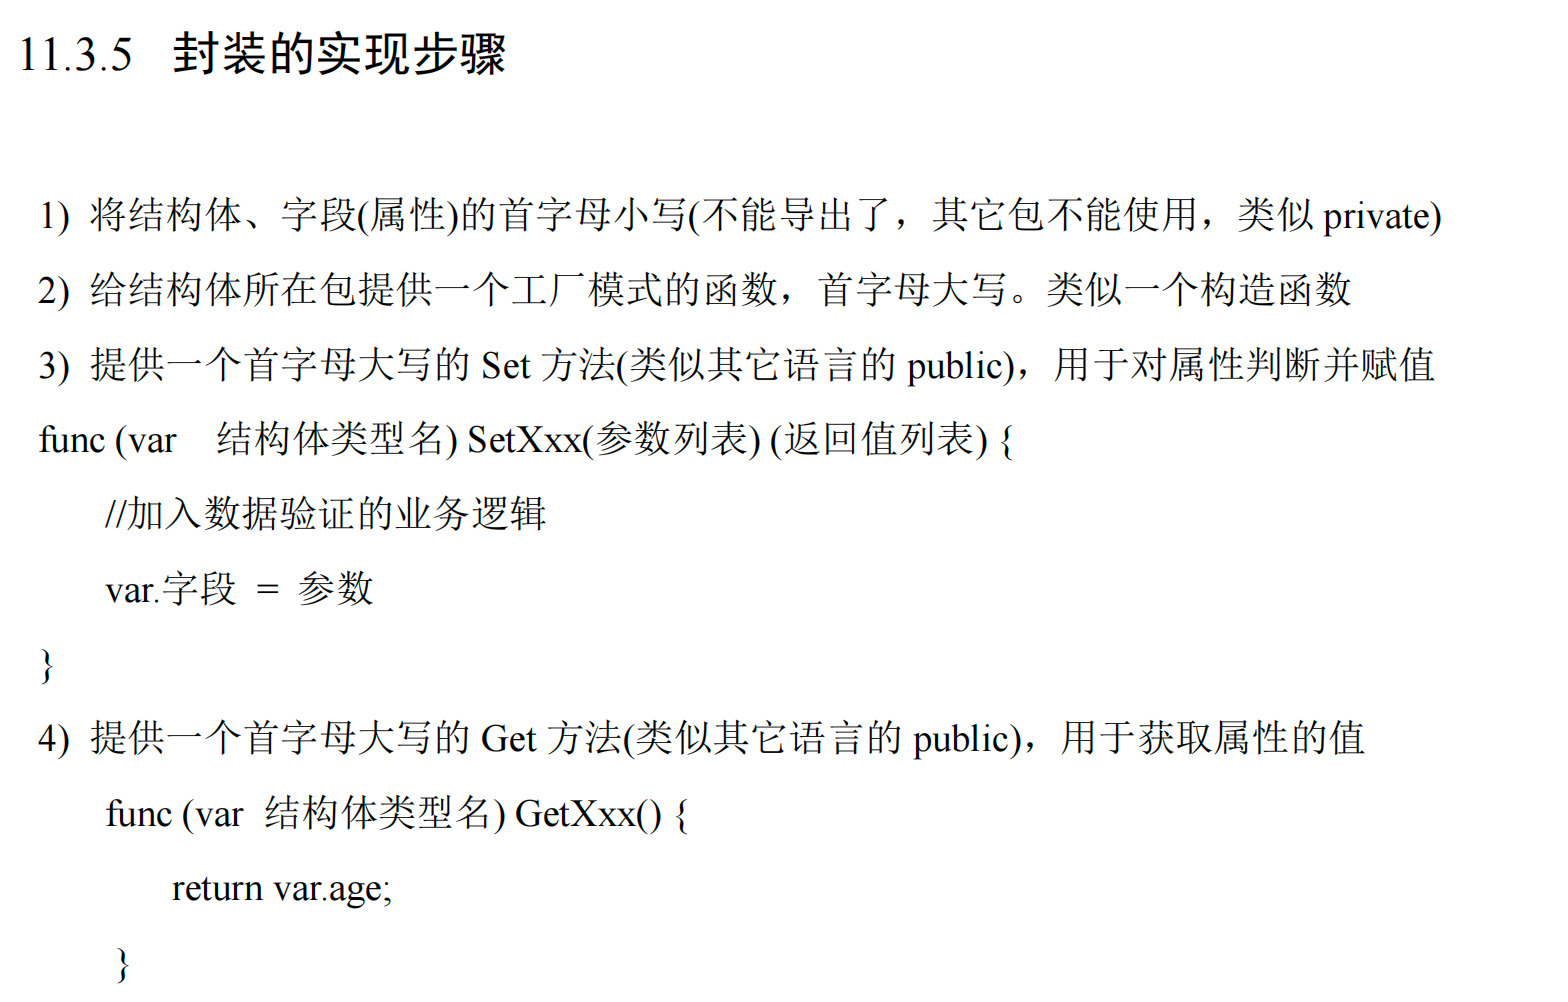 11.3.5 封装的实现步骤
1) 将结构体、字段(属性)的首字母小写(不能导出了，其它包不能使用，类似 private)
2) 给结构体所在包提供一个工厂模式的函数，首字母大写。类似一个构造函数
3) 提供一个首字母大写的 Set 方法(类似其它语言的 public)，用于对属性判断并赋值
func (var 结构体类型名) SetXxx(参数列表) (返回值列表) {
//加入数据验证的业务逻辑
var.字段 = 参数
}
4) 提供一个首字母大写的 Get 方法(类似其它语言的 public)，用于获取属性的值
func (var 结构体类型名) GetXxx() {
return var.age;
}